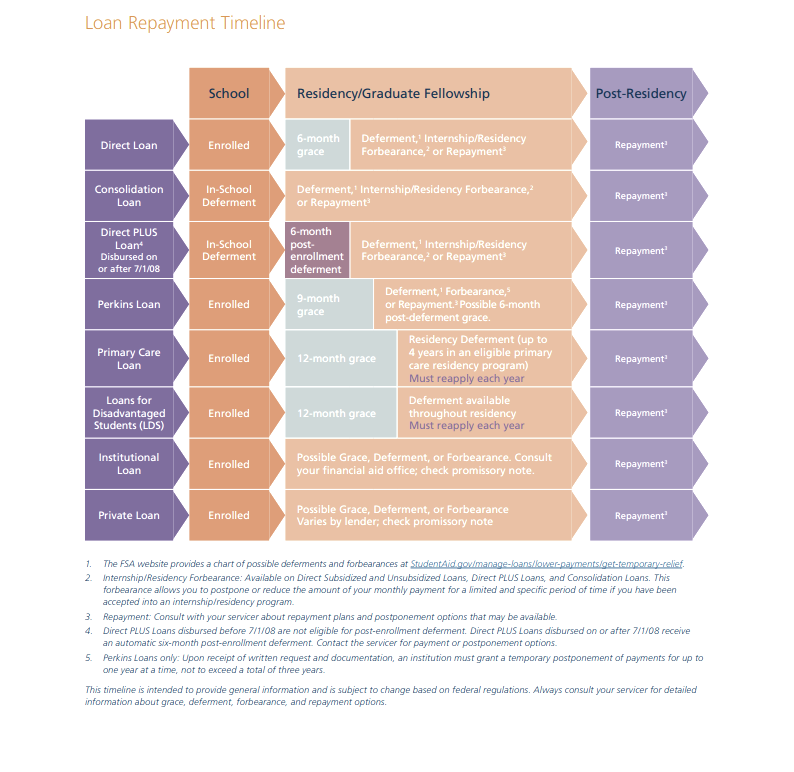 Loan Repayment Timeline
School
Residency/Graduate Fellowship
Post-Residency
Direct Loan
Enrolled
6-month
grace
Deferment,¹ Internship/Residency
Forbearance,² or Repayment³
Repayment³
Consolidation
Loan
In-School
Deferment
Deferment,¹ Internship/Residency Forbearance,²
or Repayment³
Repayment³
Direct PLUS
Loan⁴
Disbursed on
or after 7/1/08
In-School
Deferment
6-month
post-
enrollment
deferment
Deferment,¹ Internship/Residency
Forbearance,² or Repayment³
Repayment³
Perkins Loan
Enrolled
9-month
grace
Deferment,¹ Forbearance,⁵
or Repayment.³ Possible 6-month
post-deferment grace.
Repayment³
Primary Care
Loan
Enrolled
12-month grace
Residency Deferment (up to
4 years in an eligible primary
care residency program)
Must reapply each year
Repayment³
Loans for
Disadvantaged
Students (LDS)
Enrolled
12-month grace
Deferment available
throughout residency
Must reapply each year
Repayment³
Institutional
Loan
Enrolled
Possible Grace, Deferment, or Forbearance. Consult
your financial aid office; check promissory note.
Repayment³
Private Loan
Enrolled
Possible Grace, Deferment, or Forbearance
Varies by lender; check promissory note
Repayment³
1. The FSA website provides a chart of possible deferments and forbearances at StudentAid.gov/manage-loans/lower-payments/get-temporary-relief.
2. Internship/Residency Forbearance: Available on Direct Subsidized and Unsubsidized Loans, Direct PLUS Loans, and Consolidation Loans. This
forbearance allows you to postpone or reduce the amount of your monthly payment for a limited and specific period of time if you have been
accepted into an internship/residency program.
3. Repayment: Consult with your servicer about repayment plans and postponement options that may be available.
4. Direct PLUS Loans disbursed before 7/1/08 are not eligible for post-enrollment deferment. Direct PLUS Loans disbursed on or after 7/1/08 receive
an automatic six-month post-enrollment deferment. Contact the servicer for payment or postponement options.
5. Perkins Loans only: Upon receipt of written request and documentation, an institution must grant a temporary postponement of payments for up to
one year at a time, not to exceed a total of three years.
This timeline is intended to provide general information and is subject to change based on federal regulations. Always consult your servicer for detailed
information about grace, deferment, forbearance, and repayment options.